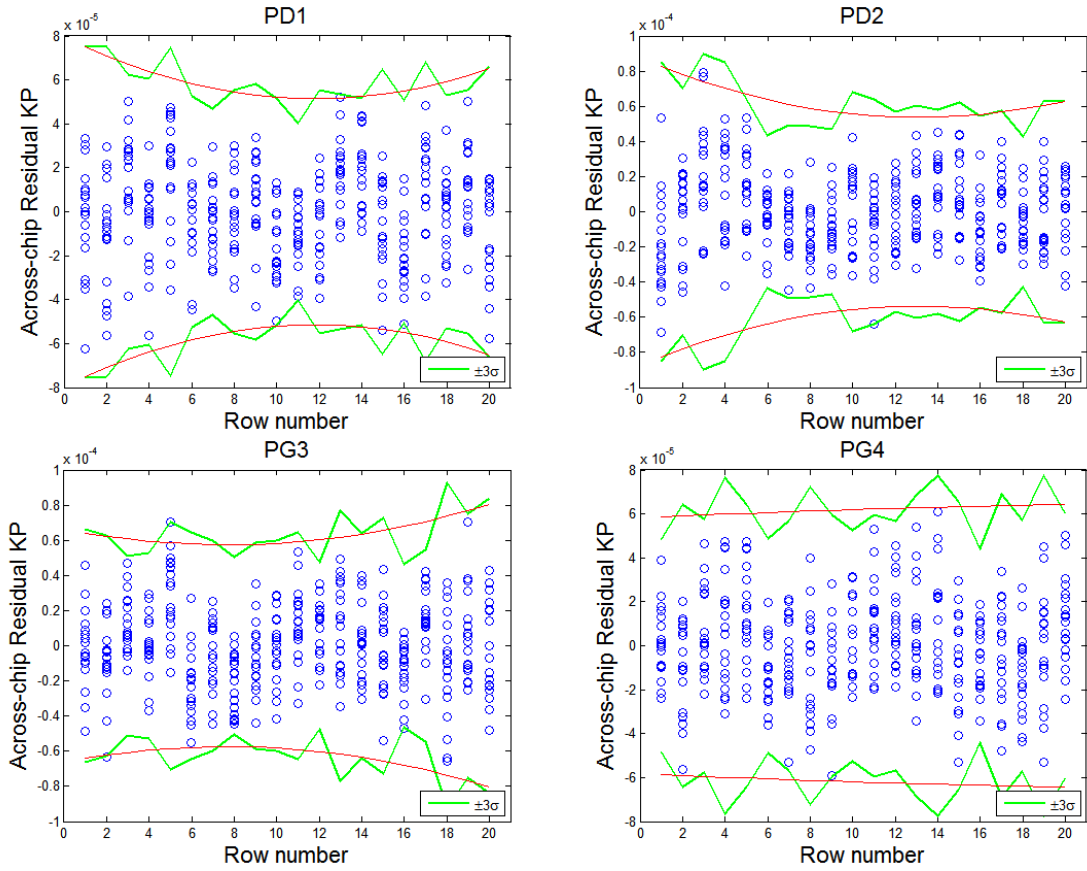 PD1
x 10-5
8
6
4
2
0
-2
-4
-6
-8
Across-chip Residual KP
0 2 4 6 8 10 12 14 16 18 20
Row number
±3σ
PD2
x 10-4
1
0.8
0.6
0.4
0.2
0
-0.2
-0.4
-0.6
-0.8
-1
Across-chip Residual KP
0 2 4 6 8 10 12 14 16 18 20
Row number
±3σ
PG3
x 10-4
1
0.8
0.6
0.4
0.2
0
-0.2
-0.4
-0.6
-0.8
-1
Across-chip Residual KP
0 2 4 6 8 10 12 14 16 18 20
Row number
±3σ
PG4
x 10-5
8
6
4
2
0
-2
-4
-6
-8
Across-chip Residual KP
0 2 4 6 8 10 12 14 16 18 20
Row number
±3σ